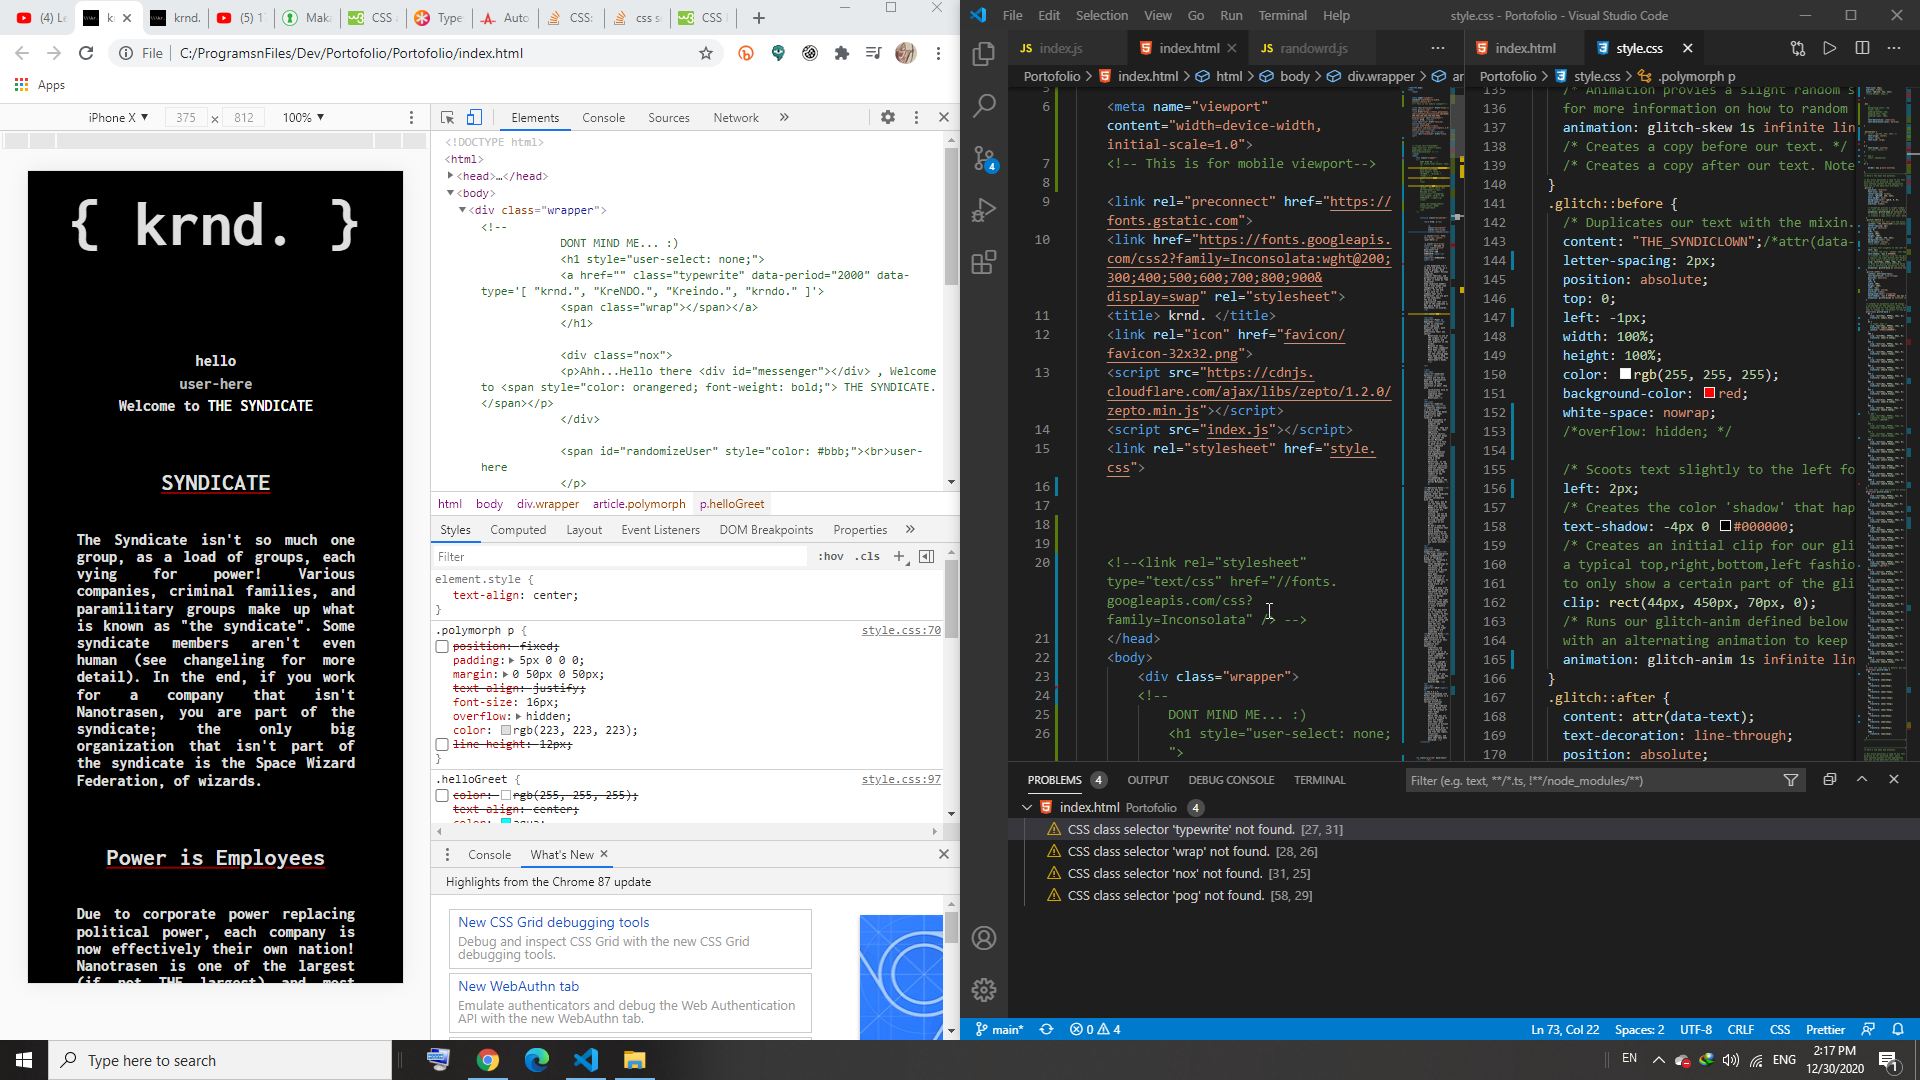 (4) Le
k
krnd.
(5) 1
Mak
CSS
Type
Auto
CSS:
css s
CSS
File
C:/ProgramsnFiles/Dev/Portofolio/Portofolio/index.html
Apps
iPhone X
375
x
812
100%
{ krnd. }
hello
user-here
Welcome to THE SYNDICATE
SYNDICATE
The Syndicate isn't so much one
group, as a load of groups, each
vying for power! Various
companies, criminal families, and
paramilitary groups make up what
is known as "the syndicate". Some
syndicate members aren't even
human (see changeling for more
detail). In the end, if you work
for a company that isn't
Nanotrasen, you are part of the
syndicate; the only big
organization that isn't part of
the syndicate is the Space Wizard
Federation, of wizards.
Power is Employees
Due to corporate power replacing
political power, each company is
now effectively their own nation!
Nanotrasen is one of the largest
(if not THE largest) and most
Elements
Console
Sources
Network
»
<!DOCTYPE html>
<html>
<head>…</head>
<body>
<div class="wrapper">
<!--
DONT MIND ME... :)
<h1 style="user-select: none;">
<a href="" class="typewrite" data-period="2000" data-
type='[ "krnd.", "KreNDO.", "Kreindo.", "krndo." ]'>
<span class="wrap"></span></a>
</h1>
<div class="nox">
<p>Ahh...Hello there <div id="messenger"></div> , Welcome
to <span style="color: orangered; font-weight: bold;"> THE SYNDICATE.
</span></p>
</div>
<span id="randomizeUser" style="color: #bbb;"><br>user-
here
</p>
html
body
div.wrapper
article.polymorph
p.helloGreet
Styles
Computed
Layout
Event Listeners
DOM Breakpoints
Properties
»
Filter
:hov
.cls
+
element.style {
text-align: center;
}
.polymorph p {
style.css:70
position: fixed;
padding: 5px 0 0 0;
margin: 0 50px 0 50px;
text-align: justify;
font-size: 16px;
overflow: hidden;
color: rgb(223, 223, 223);
line-height: 12px;
}
.helloGreet {
style.css:97
color: rgb(255, 255, 255);
text-align: center;
color: aqua;
Console
What's New
Highlights from the Chrome 87 update
New CSS Grid debugging tools
Debug and inspect CSS Grid with the new CSS Grid
debugging tools.
New WebAuthn tab
Emulate authenticators and debug the Web Authentication
API with the new WebAuthn tab.
File
Edit
Selection
View
Go
Run
Terminal
Help
style.css - Portofolio - Visual Studio Code
JS index.js
index.html
JS randowrd.js
Portofolio > index.html > html > body > div.wrapper > ar
4
5
6 <meta name="viewport"
content="width=device-width,
initial-scale=1.0">
7 <!-- This is for mobile viewport-->
8
9 <link rel="preconnect" href="https://
fonts.gstatic.com">
10 <link href="https://fonts.googleapis.
com/css2?family=Inconsolata:wght@200;
300;400;500;600;700;800;900&
display=swap" rel="stylesheet">
11 <title> krnd. </title>
12 <link rel="icon" href="favicon/
favicon-32x32.png">
13 <script src="https://cdnjs.
cloudflare.com/ajax/libs/zepto/1.2.0/
zepto.min.js"></script>
14 <script src="index.js"></script>
15 <link rel="stylesheet" href="style.
css">
16
17
18
19
20 <!--<link rel="stylesheet"
type="text/css" href="//fonts.
googleapis.com/css?
family=Inconsolata" /> -->
21 </head>
22 <body>
23 <div class="wrapper">
24 <!--
25 DONT MIND ME... :)
26 <h1 style="user-select: none;
">
index.html
style.css
Portofolio > style.css > .polymorph p
135 /* Animation provies a slight random s
136 for more information on how to random
137 animation: glitch-skew 1s infinite lin
138 /* Creates a copy before our text. */
139 /* Creates a copy after our text. Note
140 }
141 .glitch::before {
142 /* Duplicates our text with the mixin.
143 content: "THE_SYNDICLOWN";/*attr(data-
144 letter-spacing: 2px;
145 position: absolute;
146 top: 0;
147 left: -1px;
148 width: 100%;
149 height: 100%;
150 color: rgb(255, 255, 255);
151 background-color: red;
152 white-space: nowrap;
153 /*overflow: hidden; */
154
155 /* Scoots text slightly to the left fo
156 left: 2px;
157 /* Creates the color 'shadow' that hap
158 text-shadow: -4px 0 #000000;
159 /* Creates an initial clip for our gli
160 a typical top,right,bottom,left fashio
161 to only show a certain part of the gli
162 clip: rect(44px, 450px, 70px, 0);
163 /* Runs our glitch-anim defined below
164 with an alternating animation to keep
165 animation: glitch-anim 1s infinite lin
166 }
167 .glitch::after {
168 content: attr(data-text);
169 text-decoration: line-through;
170 position: absolute;
PROBLEMS 4
OUTPUT
DEBUG CONSOLE
TERMINAL
Filter (e.g. text, **/*.ts, !**/node_modules/**)
index.html Portofolio 4
CSS class selector 'typewrite' not found. [27, 31]
CSS class selector 'wrap' not found. [28, 26]
CSS class selector 'nox' not found. [31, 25]
CSS class selector 'pog' not found. [58, 29]
main*
0
4
Ln 73, Col 22
Spaces: 2
UTF-8
CRLF
CSS
Prettier
Type here to search
EN
ENG
2:17 PM
12/30/2020
1